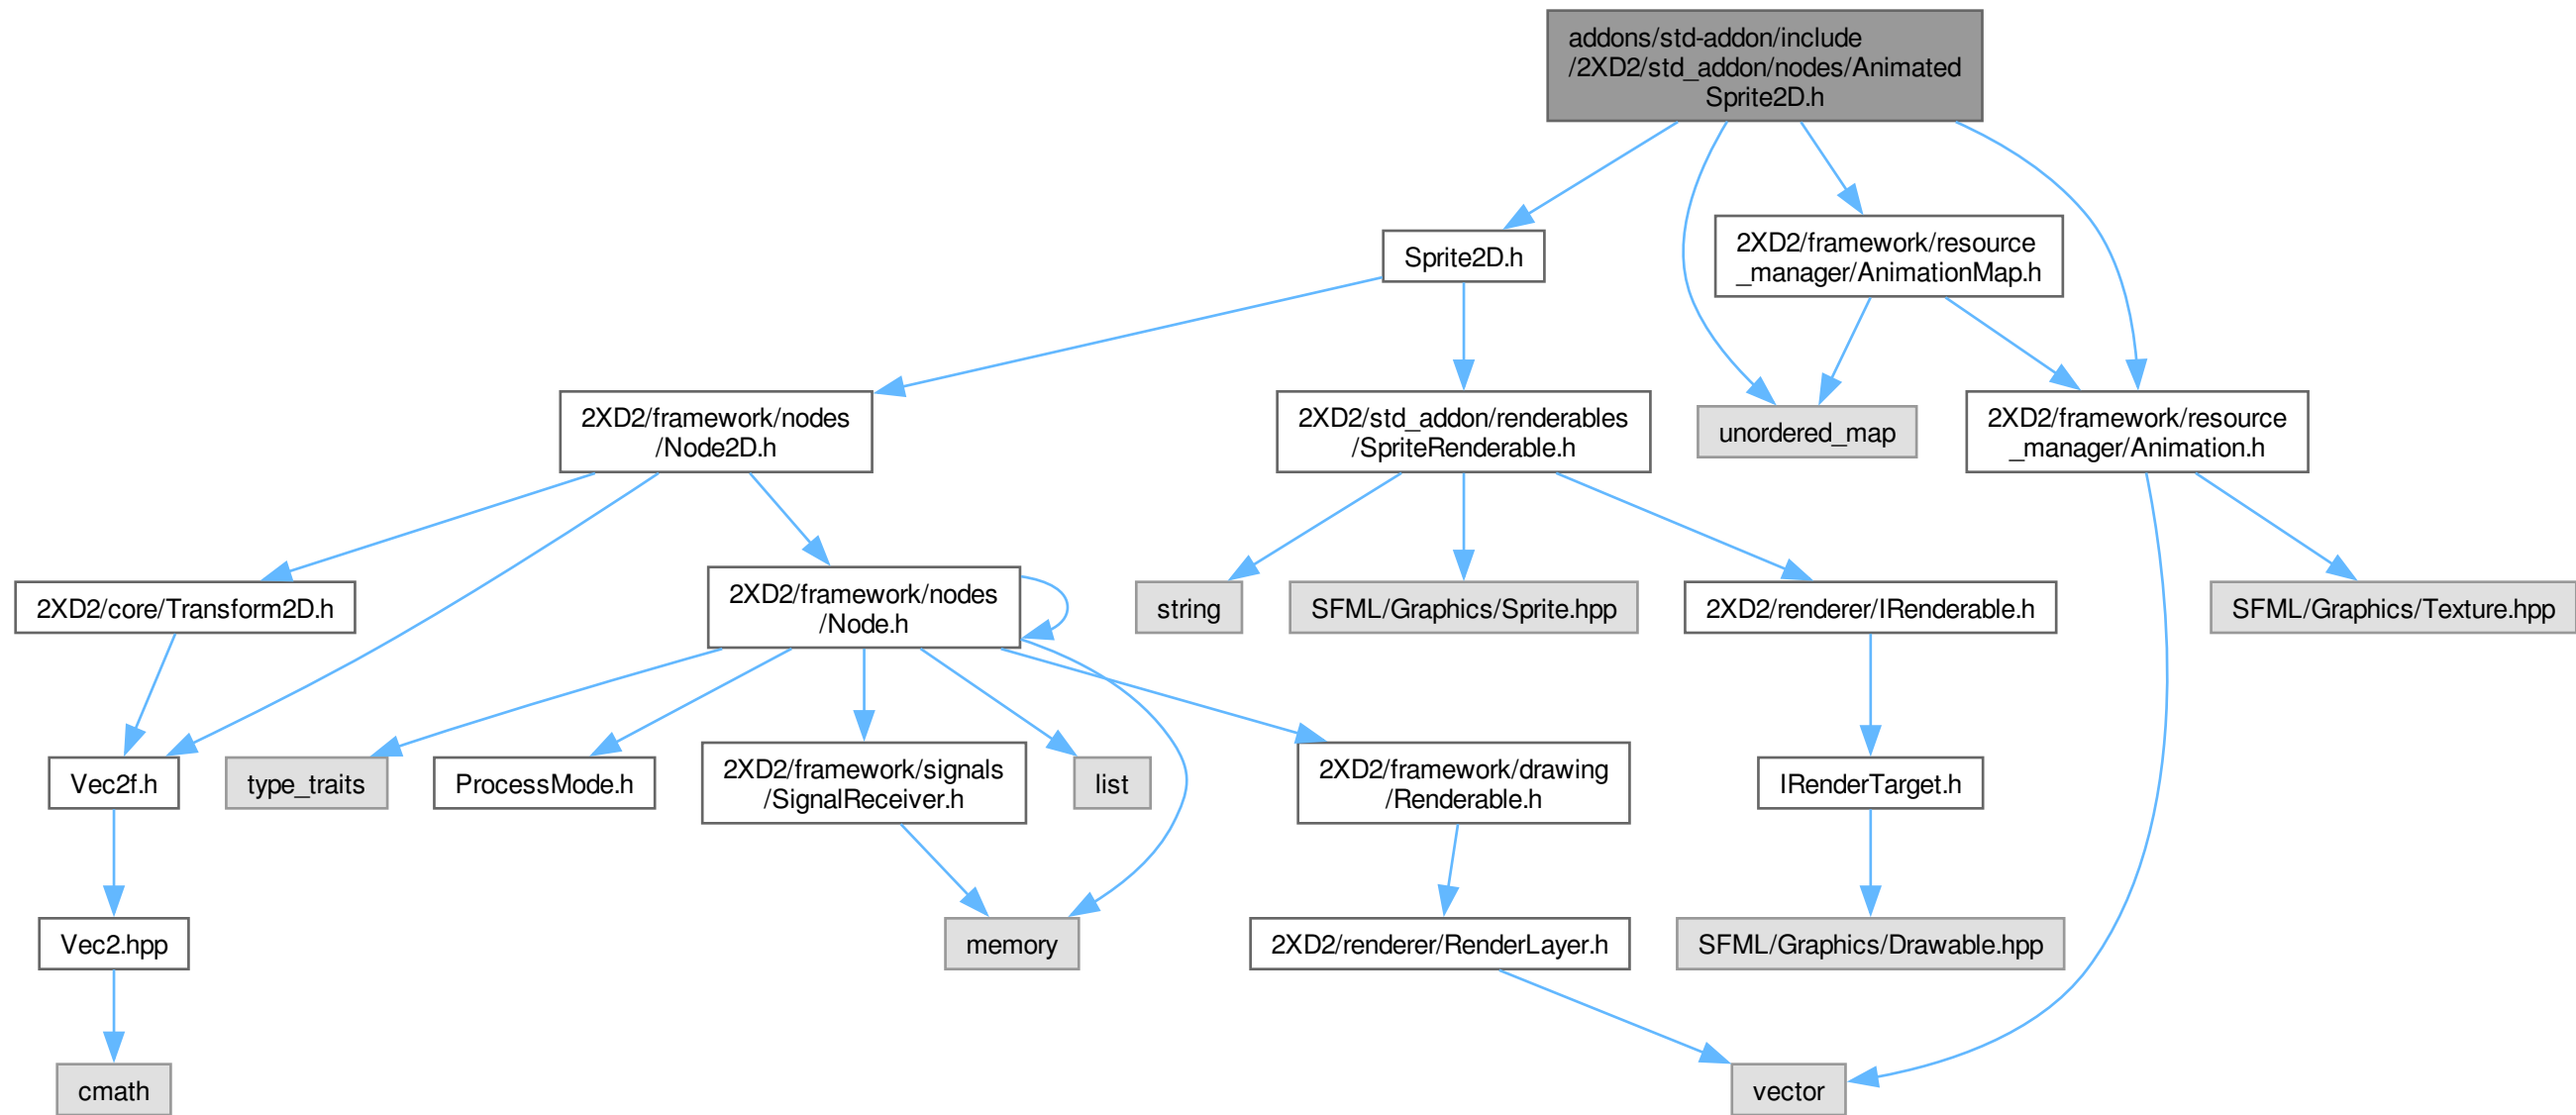 addons/std-addon/include
/2XD2/std_addon/nodes/Animated
Sprite2D.h
Sprite2D.h
2XD2/framework/resource
_manager/AnimationMap.h
2XD2/framework/nodes
/Node2D.h
2XD2/std_addon/renderables
/SpriteRenderable.h
unordered_map
2XD2/framework/resource
_manager/Animation.h
2XD2/core/Transform2D.h
2XD2/framework/nodes
/Node.h
string
SFML/Graphics/Sprite.hpp
2XD2/renderer/IRenderable.h
SFML/Graphics/Texture.hpp
Vec2f.h
type_traits
ProcessMode.h
2XD2/framework/signals
/SignalReceiver.h
list
2XD2/framework/drawing
/Renderable.h
IRenderTarget.h
Vec2.hpp
memory
2XD2/renderer/RenderLayer.h
SFML/Graphics/Drawable.hpp
cmath
vector